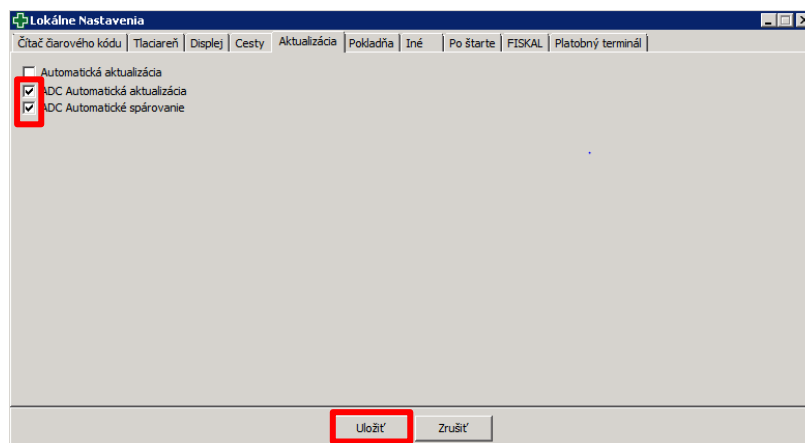 Lokálne Nastavenia
Čítač čiarového kódu Tlaciareň Displej Cesty Aktualizácia Pokladňa Iné Po štarte FISKAL Platobný terminál
Automatická aktualizácia
ADC Automatická aktualizácia
ADC Automatické spárovanie
Uložiť Zrušiť